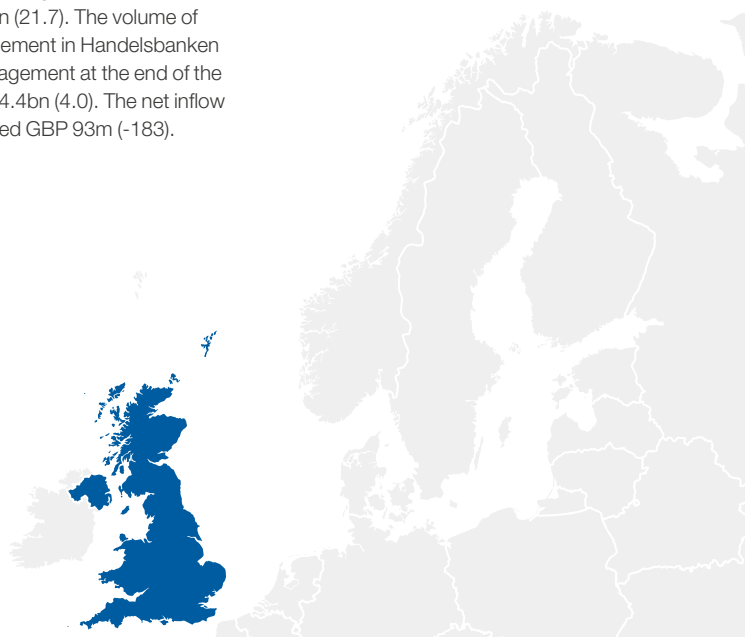 n (21.7). The volume of
ement in Handelsbanken
agement at the end of the
4.4bn (4.0). The net inflow
ed GBP 93m (-183).